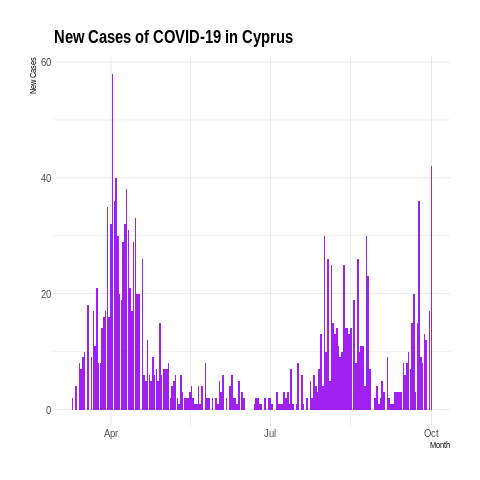 New Cases of COVID-19 in Cyprus
New Cases
60
40
20
0
Apr
Jul
Oct
Month